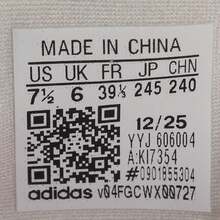 MADE IN CHINA
US UK FR JP CHN
7½ 6 39⅓ 245 240
12/25
YYJ 606004
A:KI7354
#0901855304
adidas v04FGCWX00727